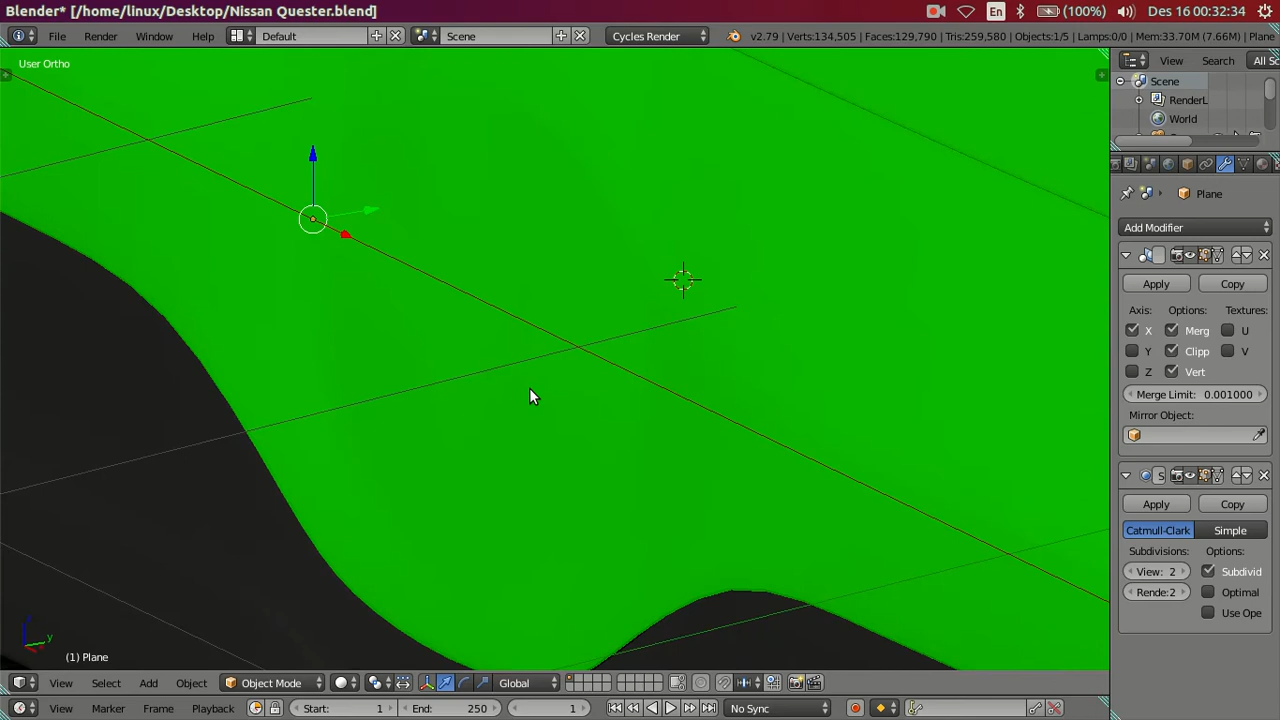 Blender* [/home/linux/Desktop/Nissan Quester.blend]
En
(100%)
Des 16 00:32:34
File
Render
Window
Help
Default
Scene
Cycles Render
v2.79 | Verts:134,505 | Faces:129,790 | Tris:259,580 | Objects:1/5 | Lamps:0/0 | Mem:33.70M (7.66M) | Plane
User Ortho
View
Search
All Sc
Scene
RenderL
World
Plane
Add Modifier
Apply
Copy
Axis:
Options:
Textures:
X
Merg
U
Y
Clipp
V
Z
Vert
Merge Limit: 0.001000
Mirror Object:
S
Apply
Copy
Catmull-Clark
Simple
Subdivisions:
Options:
View: 2
Subdivid
Rende:2
Optimal
Use Ope
z
y
(1) Plane
View
Select
Add
Object
Object Mode
Global
View
Marker
Frame
Playback
Start: 1
End: 250
1
No Sync